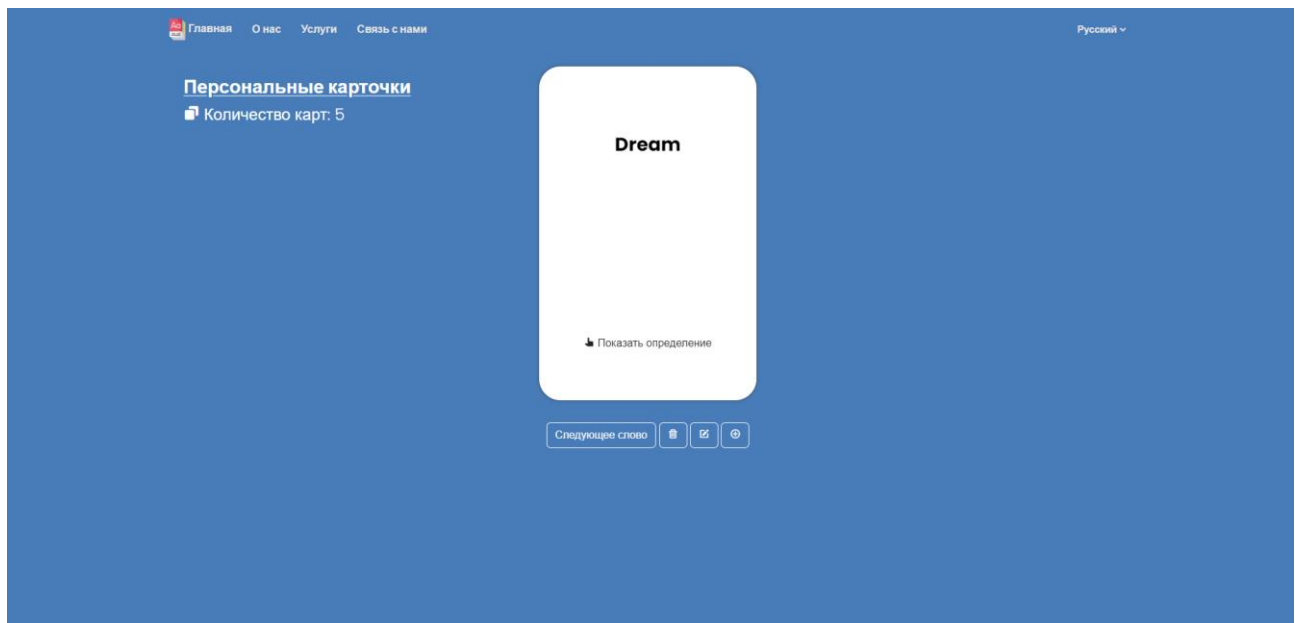 Главная О нас Услуги Связь с нами Русский
Персональные карточки
Количество карт: 5
Dream
Показать определение
Следующее слово